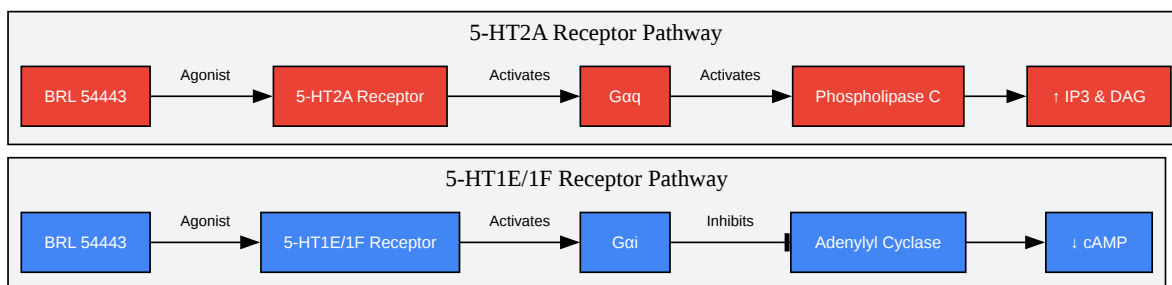 5-HT2A Receptor Pathway
Agonist Activates Activates
BRL 54443 5-HT2A Receptor Gαq Phospholipase C ↑ IP3 & DAG
5-HT1E/1F Receptor Pathway
Agonist Activates Inhibits
BRL 54443 5-HT1E/1F Receptor Gαi Adenylyl Cyclase ↓ cAMP